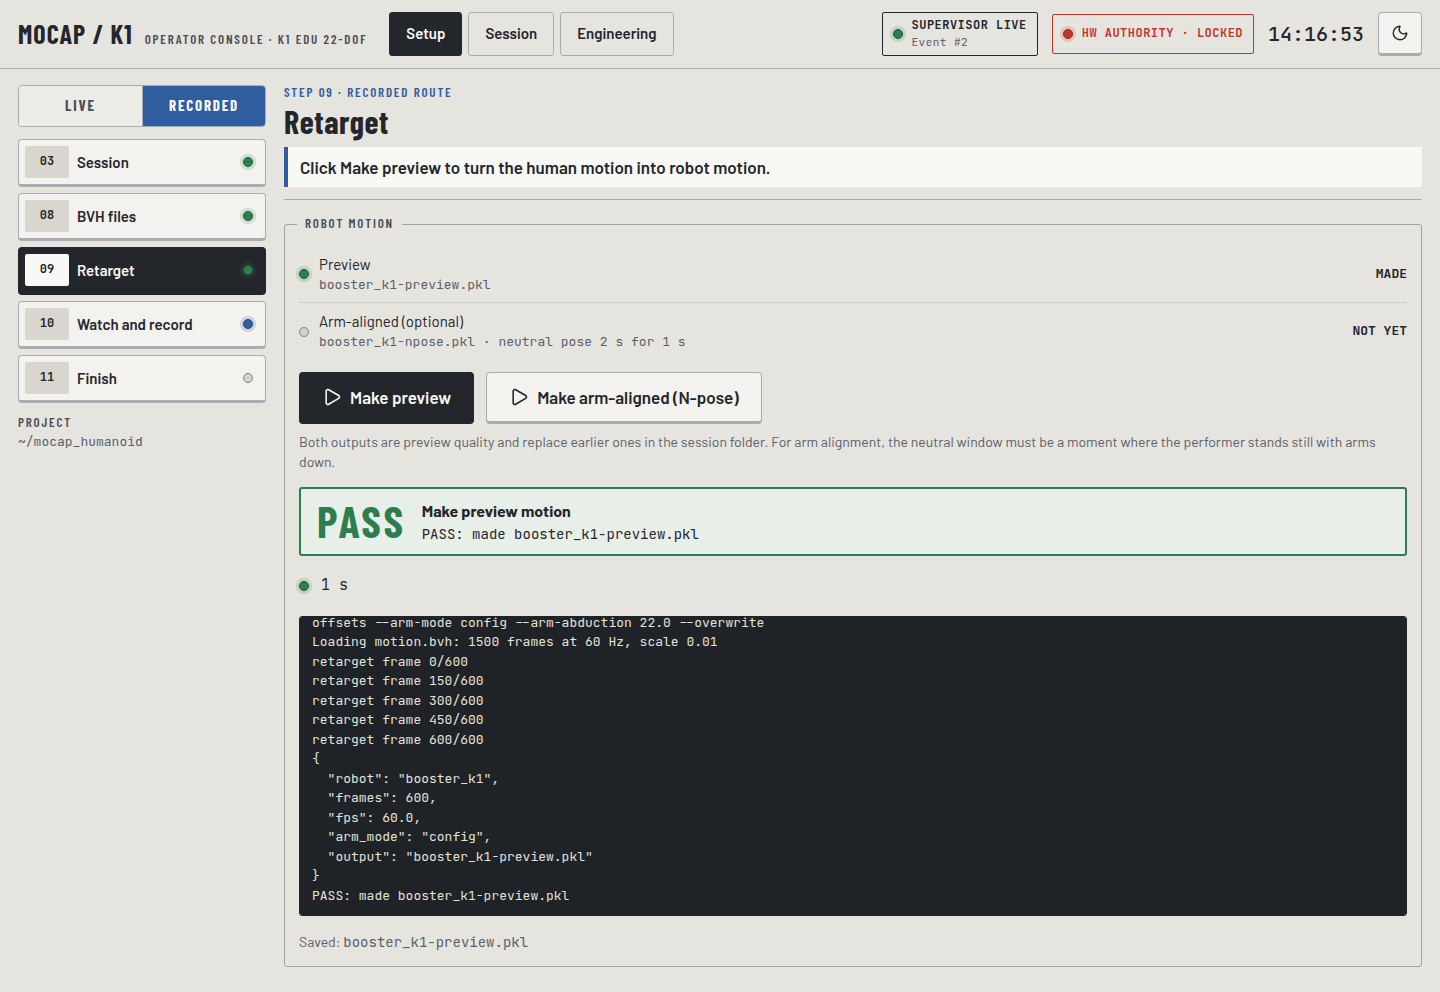 MOCAP / K1
OPERATOR CONSOLE · K1 EDU 22-DOF
Setup
Session
Engineering
SUPERVISOR LIVE
Event #2
HW AUTHORITY · LOCKED
14:16:53
LIVE
RECORDED
03 Session
08 BVH files
09 Retarget
10 Watch and record
11 Finish
PROJECT
~/mocap_humanoid
STEP 09 · RECORDED ROUTE
Retarget
Click Make preview to turn the human motion into robot motion.
ROBOT MOTION
Preview
booster_k1-preview.pkl
MADE
Arm-aligned (optional)
booster_k1-npose.pkl · neutral pose 2 s for 1 s
NOT YET
Make preview
Make arm-aligned (N-pose)
Both outputs are preview quality and replace earlier ones in the session folder. For arm alignment, the neutral window must be a moment where the performer stands still with arms
down.
PASS
Make preview motion
PASS: made booster_k1-preview.pkl
1 s
offsets --arm-mode config --arm-abduction 22.0 --overwrite
Loading motion.bvh: 1500 frames at 60 Hz, scale 0.01
retarget frame 0/600
retarget frame 150/600
retarget frame 300/600
retarget frame 450/600
retarget frame 600/600
{
"robot": "booster_k1",
"frames": 600,
"fps": 60.0,
"arm_mode": "config",
"output": "booster_k1-preview.pkl"
}
PASS: made booster_k1-preview.pkl
Saved: booster_k1-preview.pkl